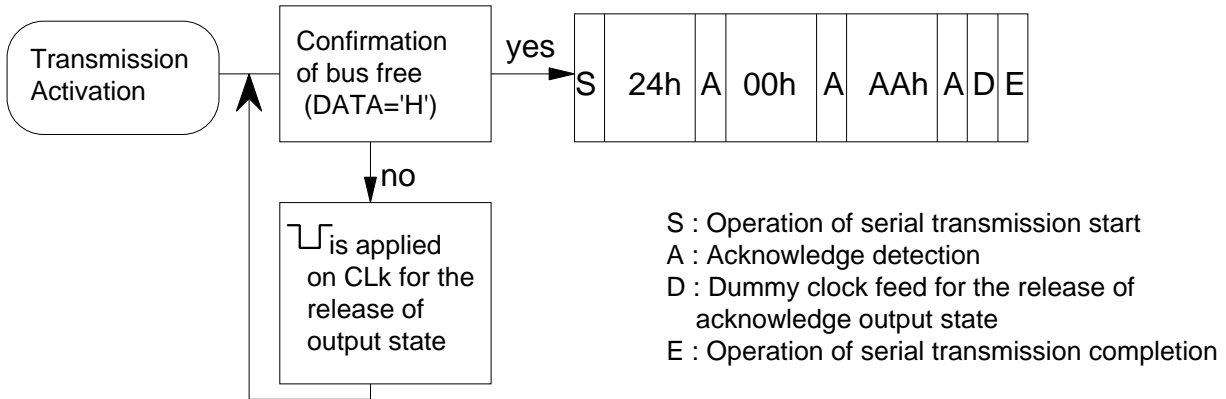 Transmission
Activation
Confirmation
of bus free
(DATA='H')
yes
S 24h A 00h A AAh A D E
no
is applied
on CLk for the
release of
output state
S : Operation of serial transmission start
A : Acknowledge detection
D : Dummy clock feed for the release of
acknowledge output state
E : Operation of serial transmission completion